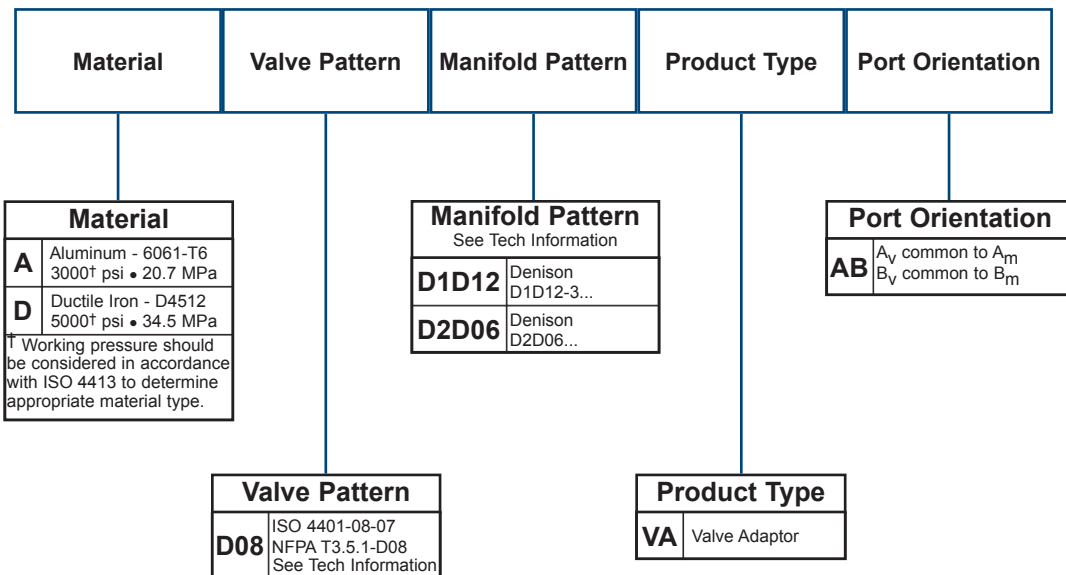 Material
Valve Pattern
Manifold Pattern
Product Type
Port Orientation
Material
A
Aluminum - 6061-T6
3000† psi • 20.7 MPa
D
Ductile Iron - D4512
5000† psi • 34.5 MPa
† Working pressure should
be considered in accordance
with ISO 4413 to determine
appropriate material type.
Manifold Pattern
See Tech Information
D1D12
Denison
D1D12-3...
D2D06
Denison
D2D06...
Port Orientation
AB
Av common to Am
Bv common to Bm
Valve Pattern
D08
ISO 4401-08-07
NFPA T3.5.1-D08
See Tech Information
Product Type
VA
Valve Adaptor